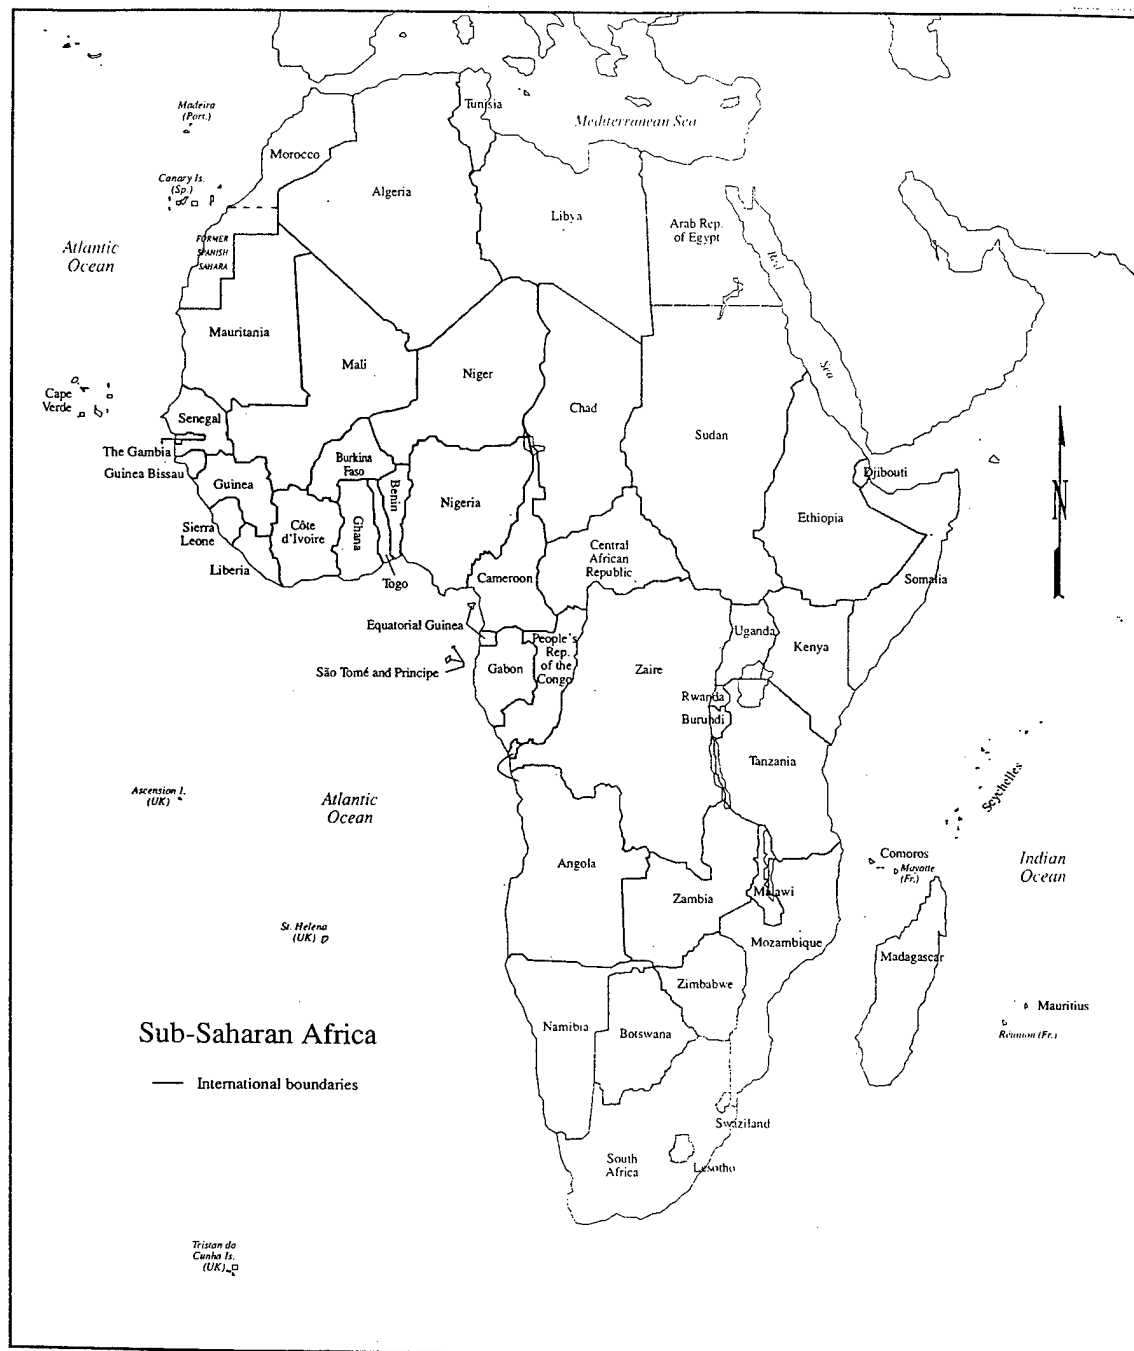 Madeira
(Port.)
Tunisia
Mediterranean Sea
Morocco
Canary Is.
(Sp.)
Algeria
Libya
Arab Rep.
of Egypt
Atlantic
Ocean
FORMER
SPANISH
SAHARA
Red
Sea
Mauritania
Mali
Niger
Chad
Sudan
Cape
Verde
Senegal
The Gambia
Guinea Bissau
Guinea
Burkina
Faso
Benin
Nigeria
Djibouti
Ethiopia
N
Sierra
Leone
Côte
d'Ivoire
Ghana
Central
African
Republic
Liberia
Togo
Cameroon
Somalia
Equatorial Guinea
People's
Rep.
of the
Congo
Uganda
Kenya
São Tomé and Principe
Gabon
Zaire
Rwanda
Burundi
Tanzania
Seychelles
Ascension I.
(UK)
Atlantic
Ocean
Comoros
Mayotte
(Fr.)
Indian
Ocean
Angola
Zambia
Malawi
St. Helena
(UK)
Mozambique
Madagascar
Zimbabwe
Mauritius
Réunion (Fr.)
Sub-Saharan Africa
Namibia
Botswana
International boundaries
Swaziland
South
Africa
Lesotho
Tristan da
Cunha Is.
(UK)